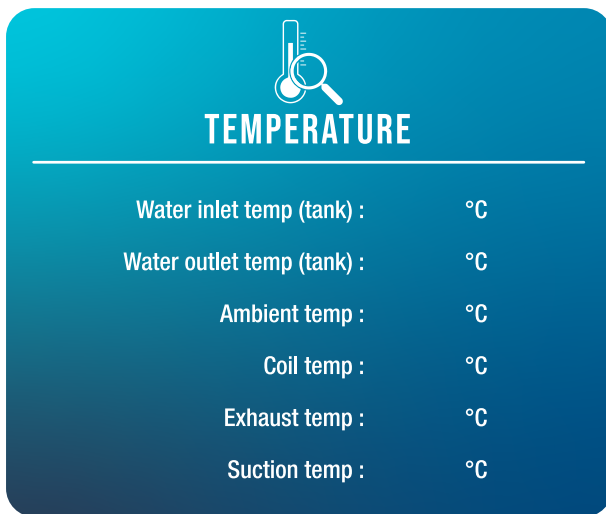 TEMPERATURE
Water inlet temp (tank) : °C
Water outlet temp (tank) : °C
Ambient temp : °C
Coil temp : °C
Exhaust temp : °C
Suction temp : °C